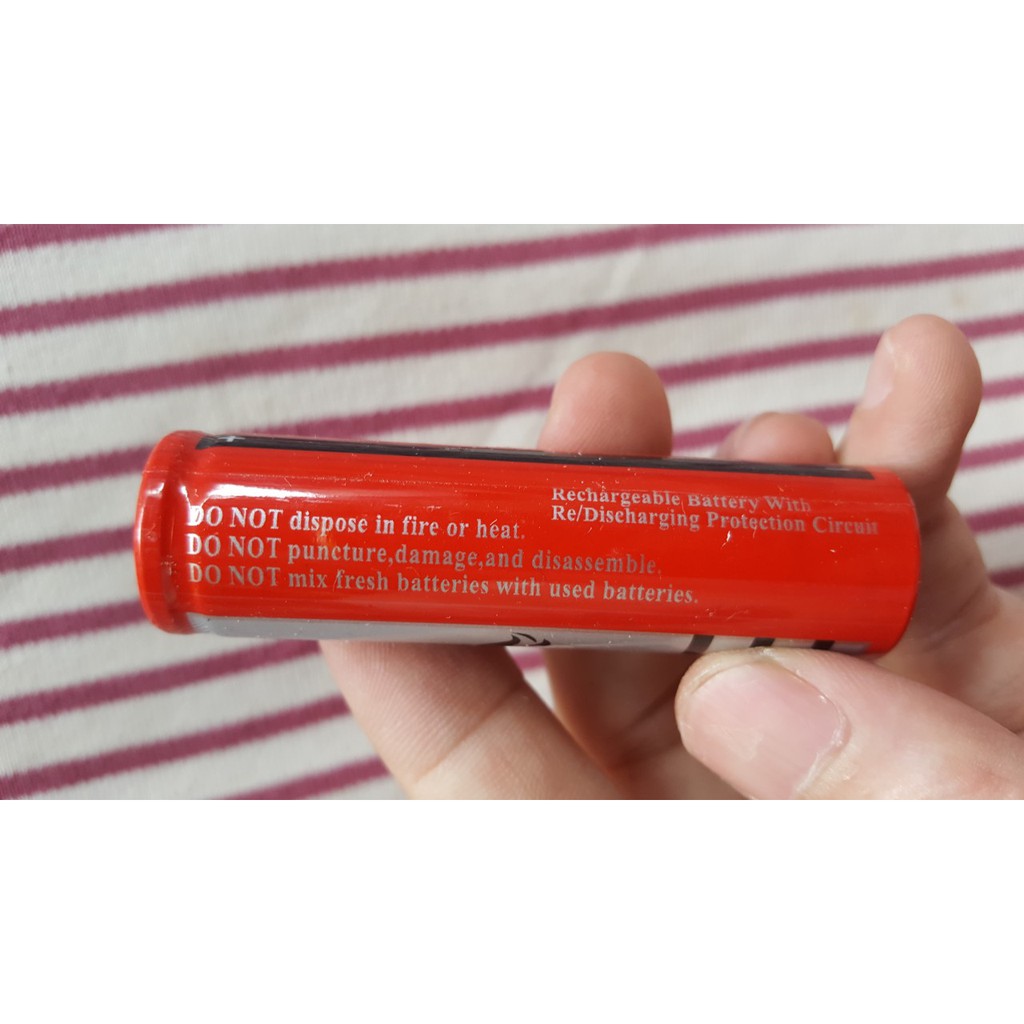 +
Rechargeable Battery With
Re/Discharging Protection Circuit
DO NOT dispose in fire or heat.
DO NOT puncture,damage,and disassemble.
DO NOT mix fresh batteries with used batteries.